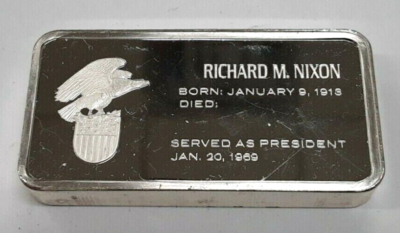 RICHARD M. NIXON
BORN: JANUARY 9, 1913
DIED:
SERVED AS PRESIDENT
JAN. 20, 1969